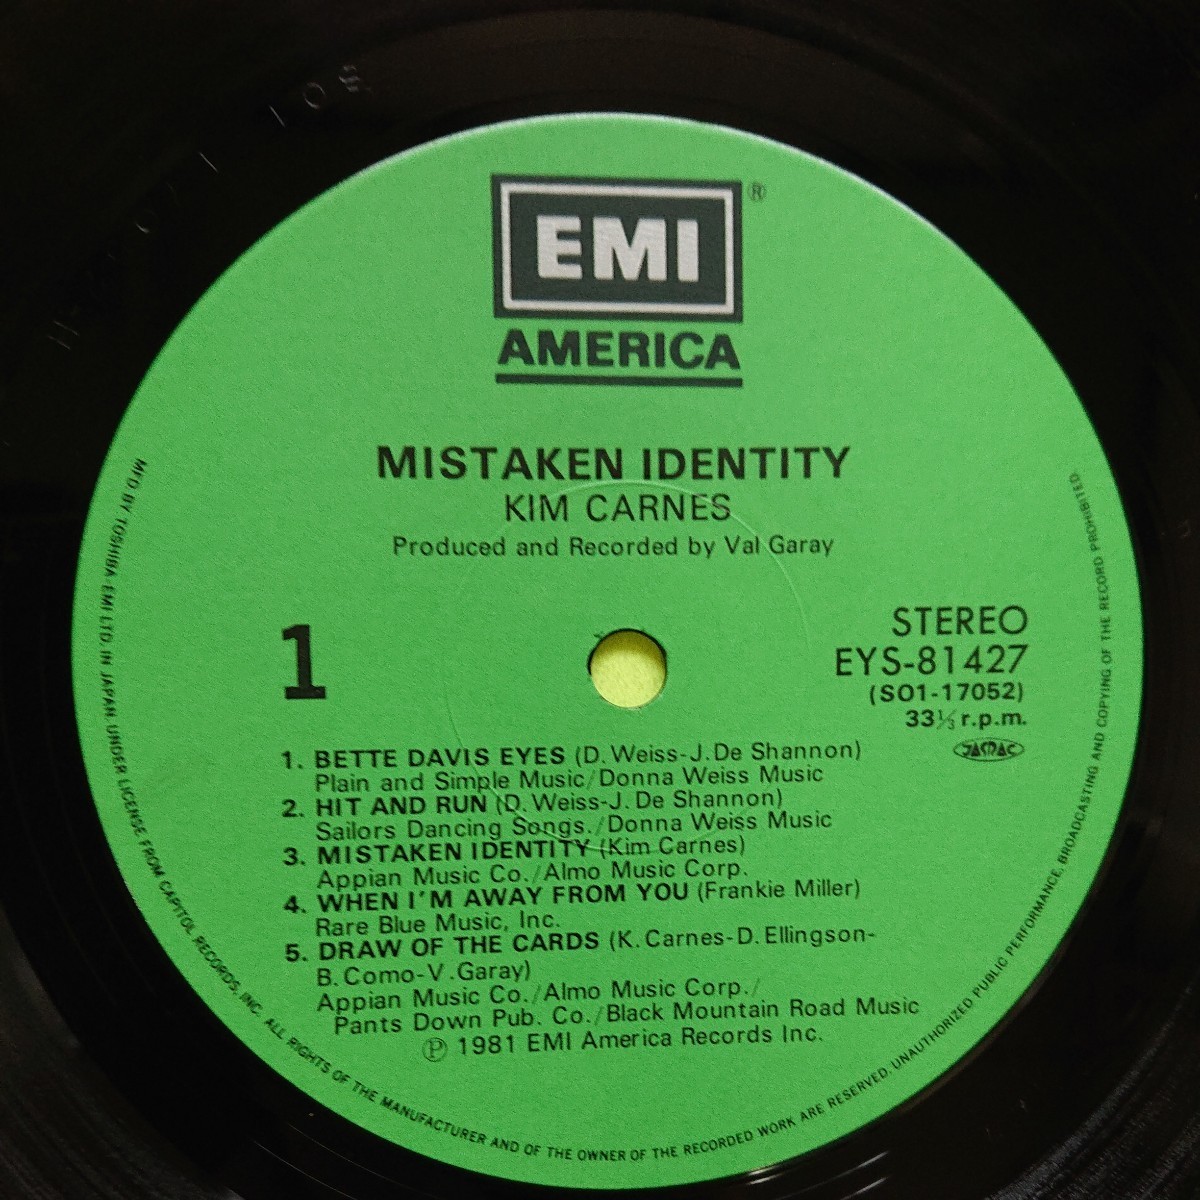 EMI
®
AMERICA
MISTAKEN IDENTITY
KIM CARNES
Produced and Recorded by Val Garay
1
STEREO
EYS-81427
(SO1-17052)
33⅓ r.p.m.
JASRAC
1. BETTE DAVIS EYES (D. Weiss-J. De Shannon)
Plain and Simple Music/Donna Weiss Music
2. HIT AND RUN (D. Weiss-J. De Shannon)
Sailors Dancing Songs./Donna Weiss Music
3. MISTAKEN IDENTITY (Kim Carnes)
Appian Music Co./Almo Music Corp.
4. WHEN I'M AWAY FROM YOU (Frankie Miller)
Rare Blue Music, Inc.
5. DRAW OF THE CARDS (K. Carnes-D. Ellingson-
B. Como-V. Garay)
Appian Music Co./Almo Music Corp./
Pants Down Pub. Co./Black Mountain Road Music
Ⓟ 1981 EMI America Records Inc.
MFD. BY TOSHIBA-EMI LTD. IN JAPAN. UNDER LICENSE FROM CAPITOL RECORDS, INC. ALL RIGHTS OF THE MANUFACTURER AND OF THE OWNER OF THE RECORDED WORK ARE RESERVED. UNAUTHORIZED PUBLIC PERFORMANCE, BROADCASTING AND COPYING OF THE RECORD PROHIBITED.